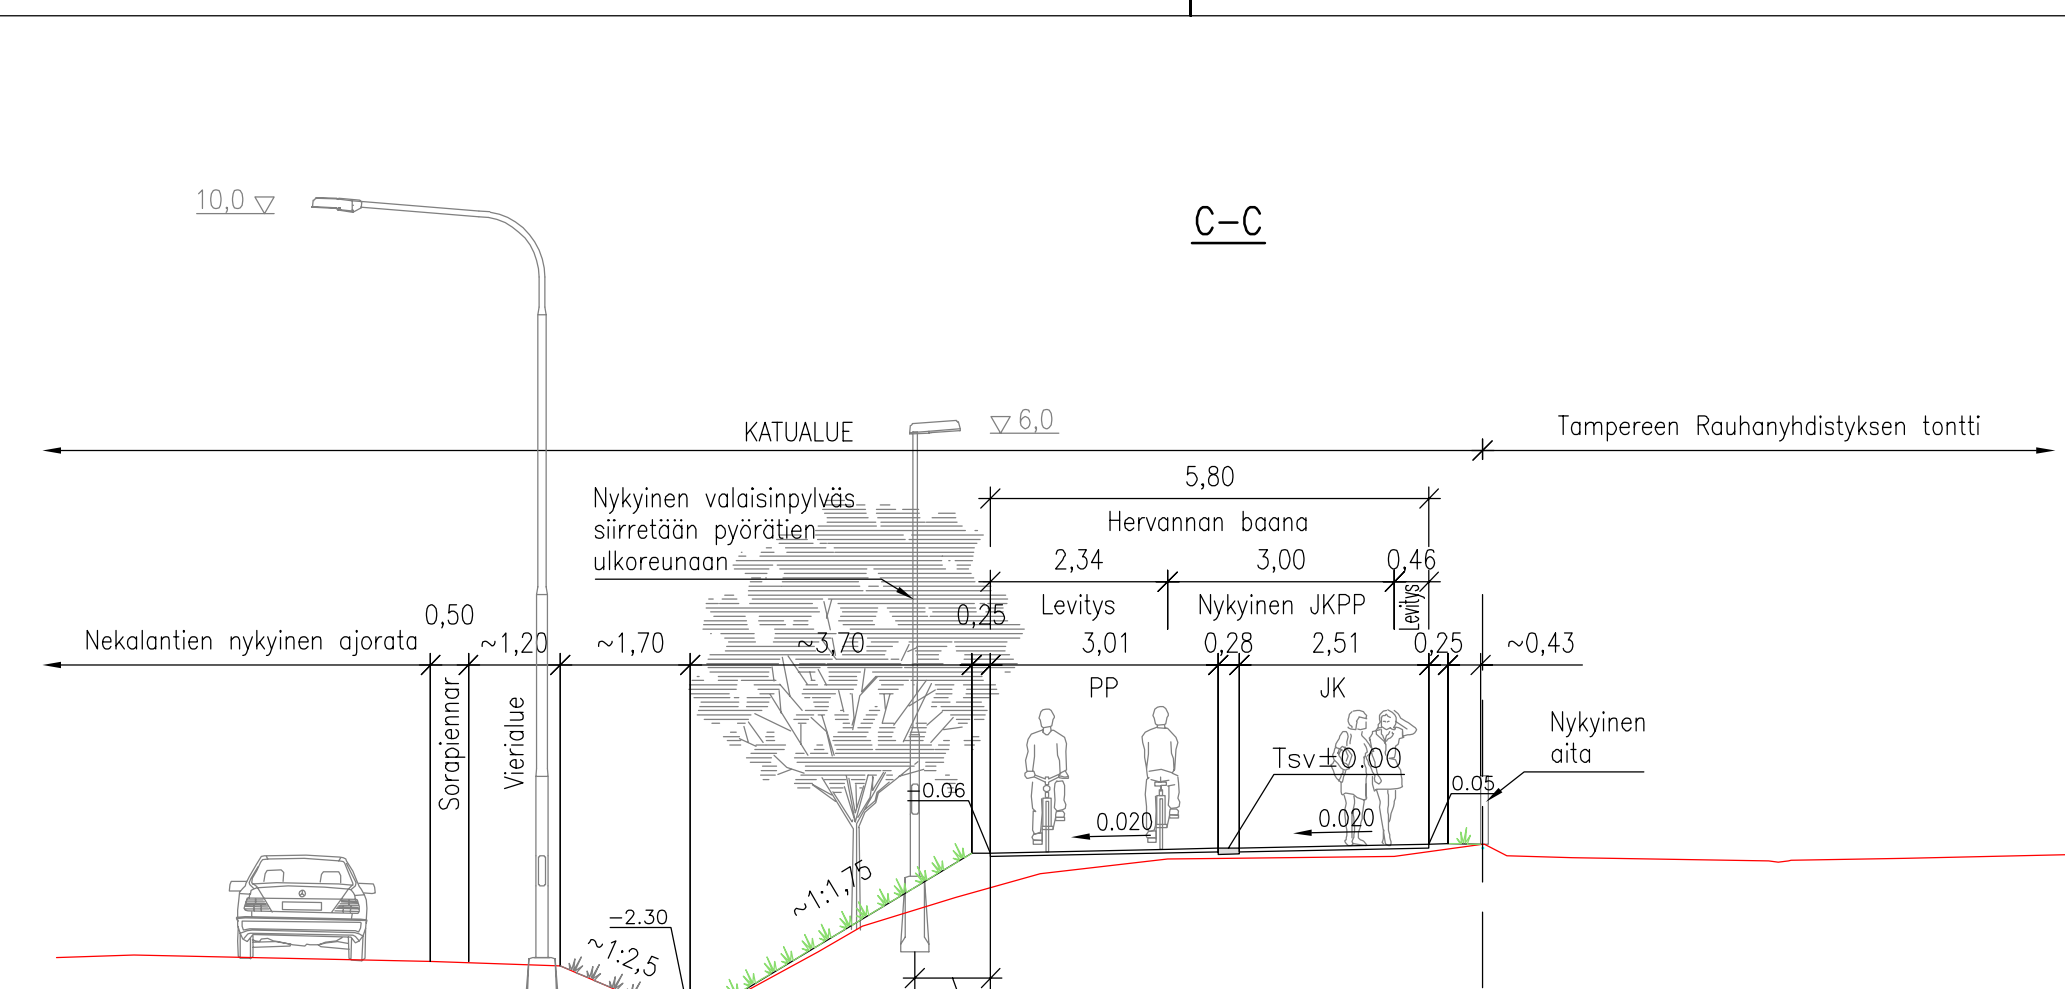 10,0
C-C
KATUALUE
6,0
Tampereen Rauhanyhdistyksen tontti
5,80
Nykyinen valaisinpylväs
siirretään pyörätien
ulkoreunaan
Hervannan baana
2,34
3,00
0,46
Levitys
Nykyinen JKPP
Levitys
0,50
0,25
Nekalantien nykyinen ajorata
~1,20
~1,70
~3,70
3,01
0,28
2,51
0,25
~0,43
Sorapiennar
Vierialue
PP
JK
Nykyinen
aita
Tsv±0.00
-0.06
0.05
0.020
0.020
~1:1,75
-2.30
~1:2,5